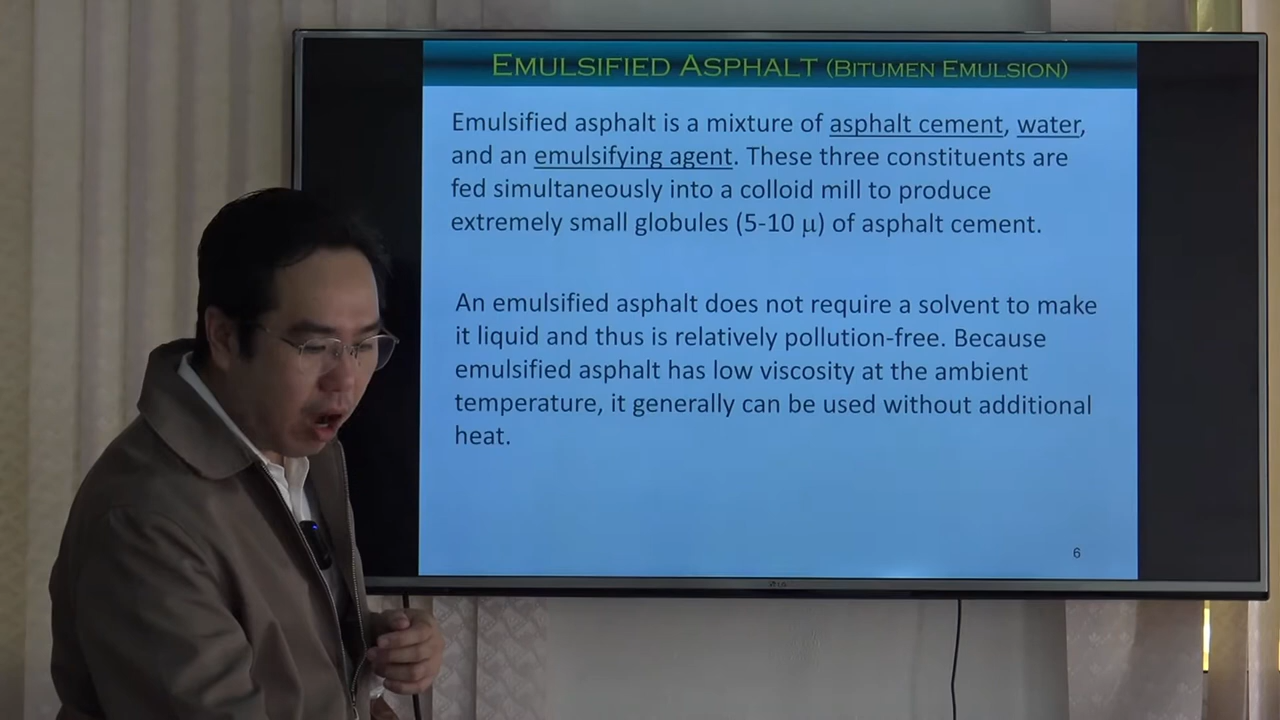 EMULSIFIED ASPHALT (BITUMEN EMULSION)
Emulsified asphalt is a mixture of asphalt cement, water,
and an emulsifying agent. These three constituents are
fed simultaneously into a colloid mill to produce
extremely small globules (5-10 μ) of asphalt cement.
An emulsified asphalt does not require a solvent to make
it liquid and thus is relatively pollution-free. Because
emulsified asphalt has low viscosity at the ambient
temperature, it generally can be used without additional
heat.
6
LG